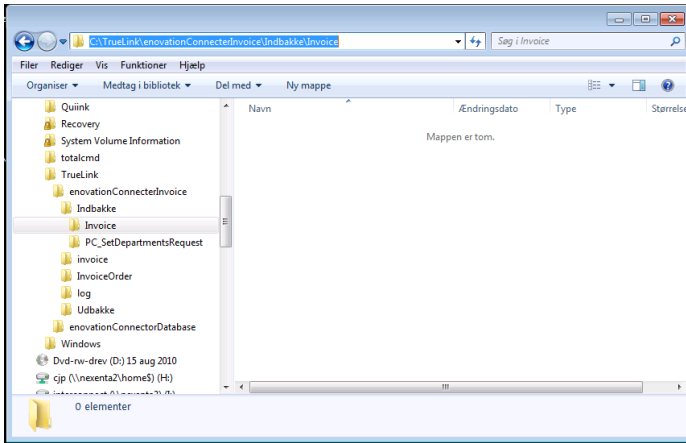 C:\TrueLink\enovationConnecterInvoice\Indbakke\Invoice
Søg i Invoice
Filer Rediger Vis Funktioner Hjælp
Organiser Medtag i bibliotek Del med Ny mappe
Quiink
Recovery
System Volume Information
totalcmd
TrueLink
enovationConnecterInvoice
Indbakke
Invoice
PC_SetDepartmentsRequest
invoice
InvoiceOrder
log
Udbakke
enovationConnectorDatabase
Windows
Dvd-rw-drev (D:) 15 aug 2010
cjp (\\nexenta2\home$) (H:)
Navn Ændringsdato Type Størrelse
Mappen er tom.
0 elementer